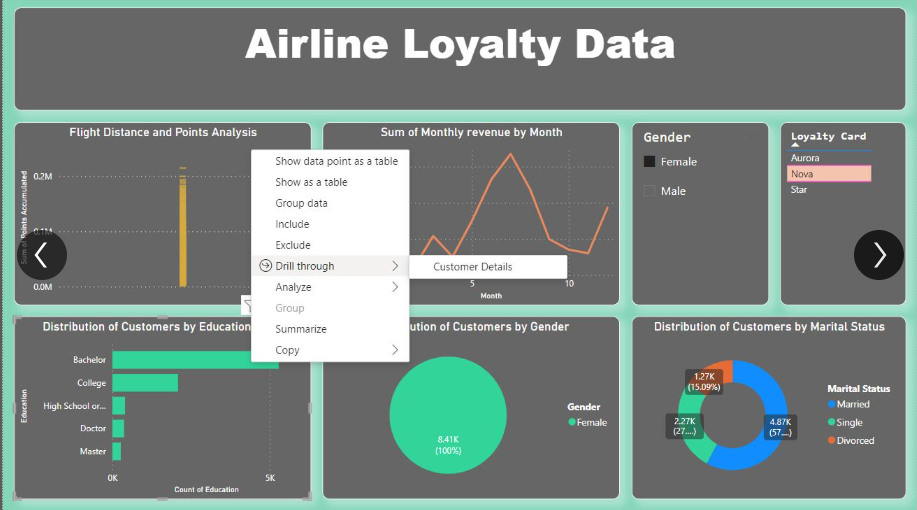 Airline Loyalty Data
Flight Distance and Points Analysis
Sum of Points Accumulated
0.2M
0.1M
0.0M
Sum of Monthly revenue by Month
5
10
Month
Gender
Female
Male
Loyalty Card
Aurora
Nova
Star
Show data point as a table
Show as a table
Group data
Include
Exclude
Drill through
Customer Details
Analyze
Group
Summarize
Copy
Distribution of Customers by Education
Education
Bachelor
College
High School or...
Doctor
Master
0K
5K
Count of Education
ution of Customers by Gender
8.41K
(100%)
Gender
Female
Distribution of Customers by Marital Status
1.27K
(15.09%)
2.27K
(27....)
4.87K
(57....)
Marital Status
Married
Single
Divorced